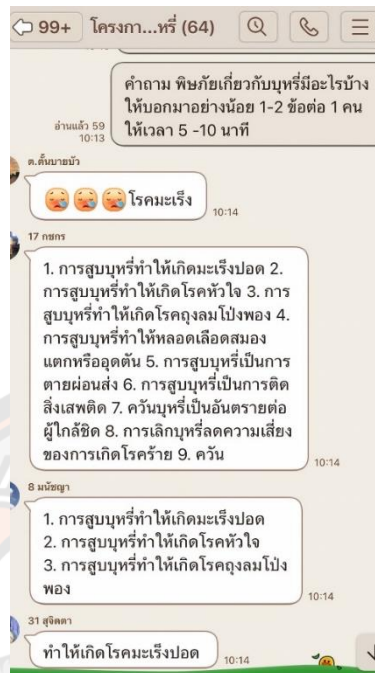 99+ โครงกา...หรี่ (64)
คำถาม พิษภัยเกี่ยวกับบุหรี่มีอะไรบ้าง
ให้บอกมาอย่างน้อย 1-2 ข้อต่อ 1 คน
ให้เวลา 5 -10 นาที
อ่านแล้ว 59
10:13
ด.ตั้นบายบัว
โรคมะเร็ง
10:14
17 กชกร
1. การสูบบุหรี่ทำให้เกิดมะเร็งปอด 2.
การสูบบุหรี่ทำให้เกิดโรคหัวใจ 3. การ
สูบบุหรี่ทำให้เกิดโรคถุงลมโป่งพอง 4.
การสูบบุหรี่ทำให้หลอดเลือดสมอง
แตกหรืออุดตัน 5. การสูบบุหรี่เป็นการ
ตายผ่อนส่ง 6. การสูบบุหรี่เป็นการติด
สิ่งเสพติด 7. ควันบุหรี่เป็นอันตรายต่อ
ผู้ใกล้ชิด 8. การเลิกบุหรี่ลดความเสี่ยง
ของการเกิดโรคร้าย 9. ควัน
10:14
8 มนัชญา
1. การสูบบุหรี่ทำให้เกิดมะเร็งปอด
2. การสูบบุหรี่ทำให้เกิดโรคหัวใจ
3. การสูบบุหรี่ทำให้เกิดโรคถุงลมโป่ง
พอง
10:14
31 สุจิตตา
ทำให้เกิดโรคมะเร็งปอด
10:14